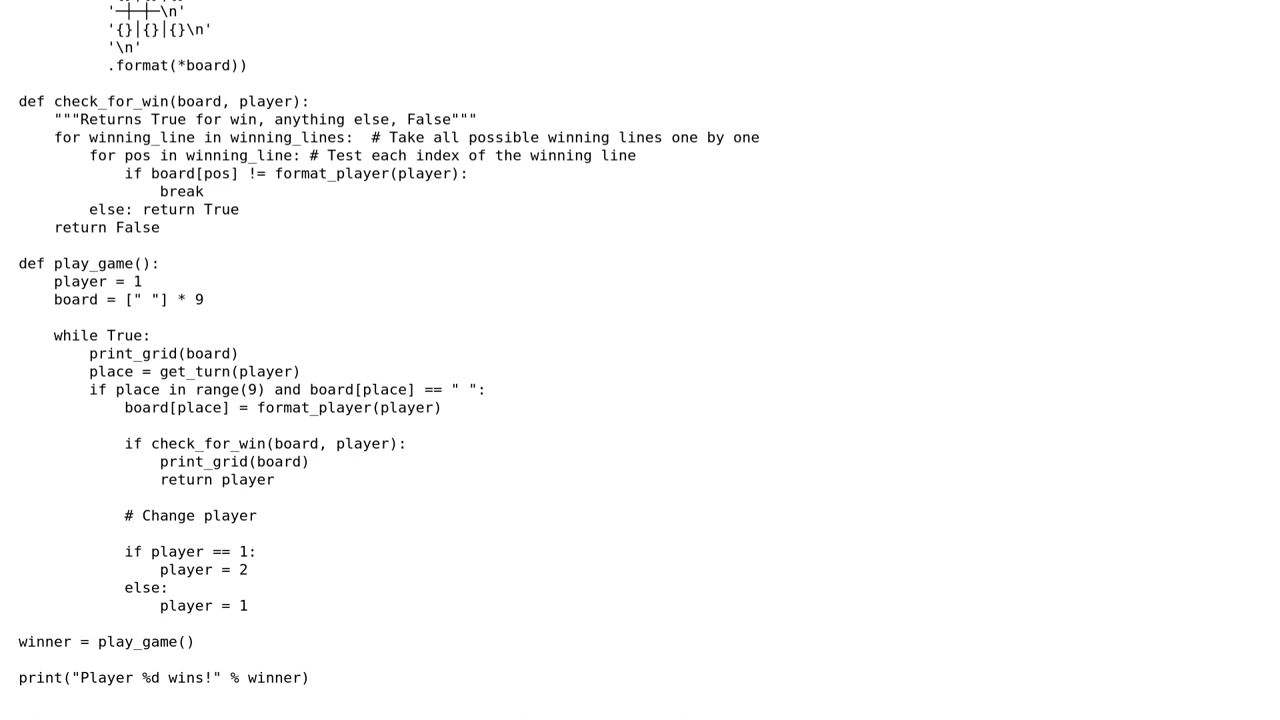 '─┼─┼─\n'
'{}│{}│{}\n'
'\n'
.format(*board))
def check_for_win(board, player):
"""Returns True for win, anything else, False"""
for winning_line in winning_lines:  # Take all possible winning lines one by one
for pos in winning_line: # Test each index of the winning line
if board[pos] != format_player(player):
break
else: return True
return False
def play_game():
player = 1
board = [" "] * 9
while True:
print_grid(board)
place = get_turn(player)
if place in range(9) and board[place] == " ":
board[place] = format_player(player)
if check_for_win(board, player):
print_grid(board)
return player
# Change player
if player == 1:
player = 2
else:
player = 1
winner = play_game()
print("Player %d wins!" % winner)